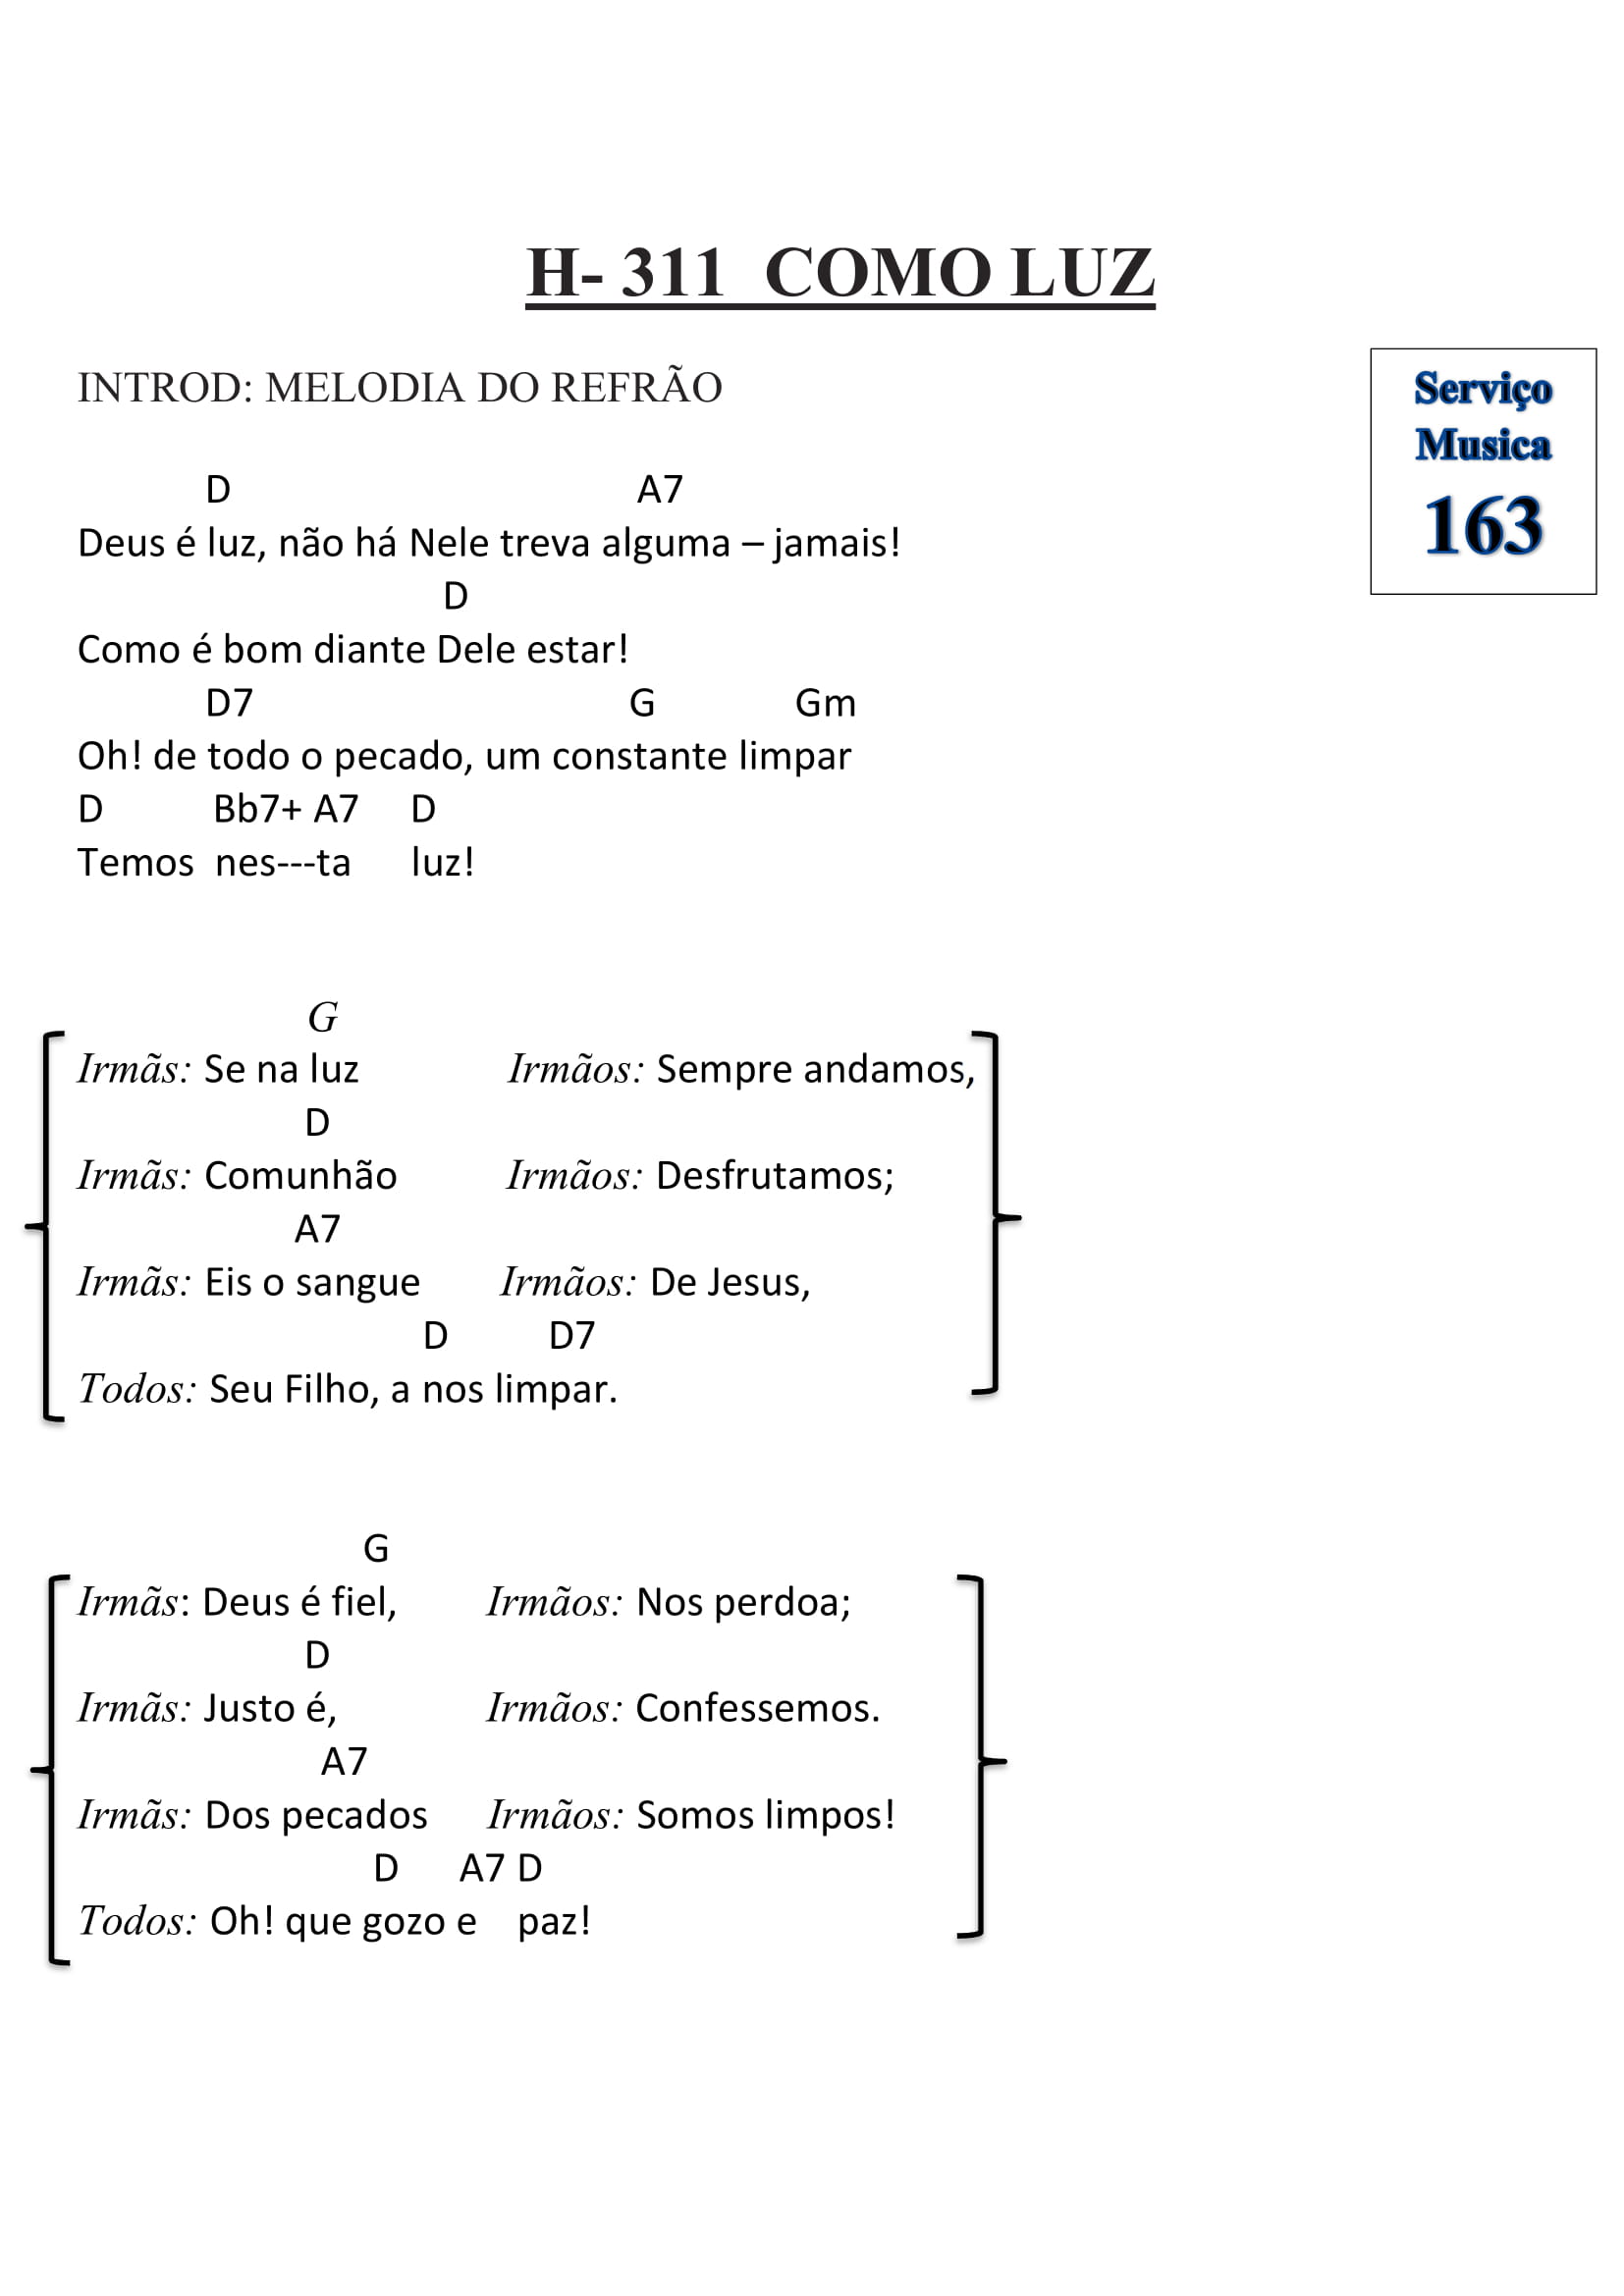 H- 311  COMO LUZ
INTROD: MELODIA DO REFRÃO
Serviço
Musica
163
D A7
Deus é luz, não há Nele treva alguma – jamais!
D
Como é bom diante Dele estar!
D7 G Gm
Oh! de todo o pecado, um constante limpar
D Bb7+ A7 D
Temos nes---ta luz!
G
Irmãs: Se na luz Irmãos: Sempre andamos,
D
Irmãs: Comunhão Irmãos: Desfrutamos;
A7
Irmãs: Eis o sangue Irmãos: De Jesus,
D D7
Todos: Seu Filho, a nos limpar.
G
Irmãs: Deus é fiel, Irmãos: Nos perdoa;
D
Irmãs: Justo é, Irmãos: Confessemos.
A7
Irmãs: Dos pecados Irmãos: Somos limpos!
D A7 D
Todos: Oh! que gozo e paz!